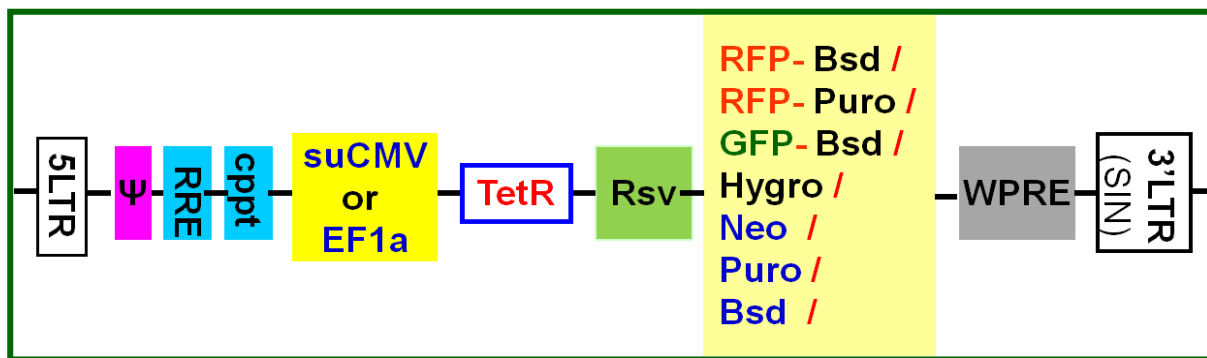 5LTR
Ψ
RRE
cppt
suCMV
or
EF1a
TetR
Rsv
RFP- Bsd /
RFP- Puro /
GFP- Bsd /
Hygro /
Neo /
Puro /
Bsd /
WPRE
3'LTR
(SIN)